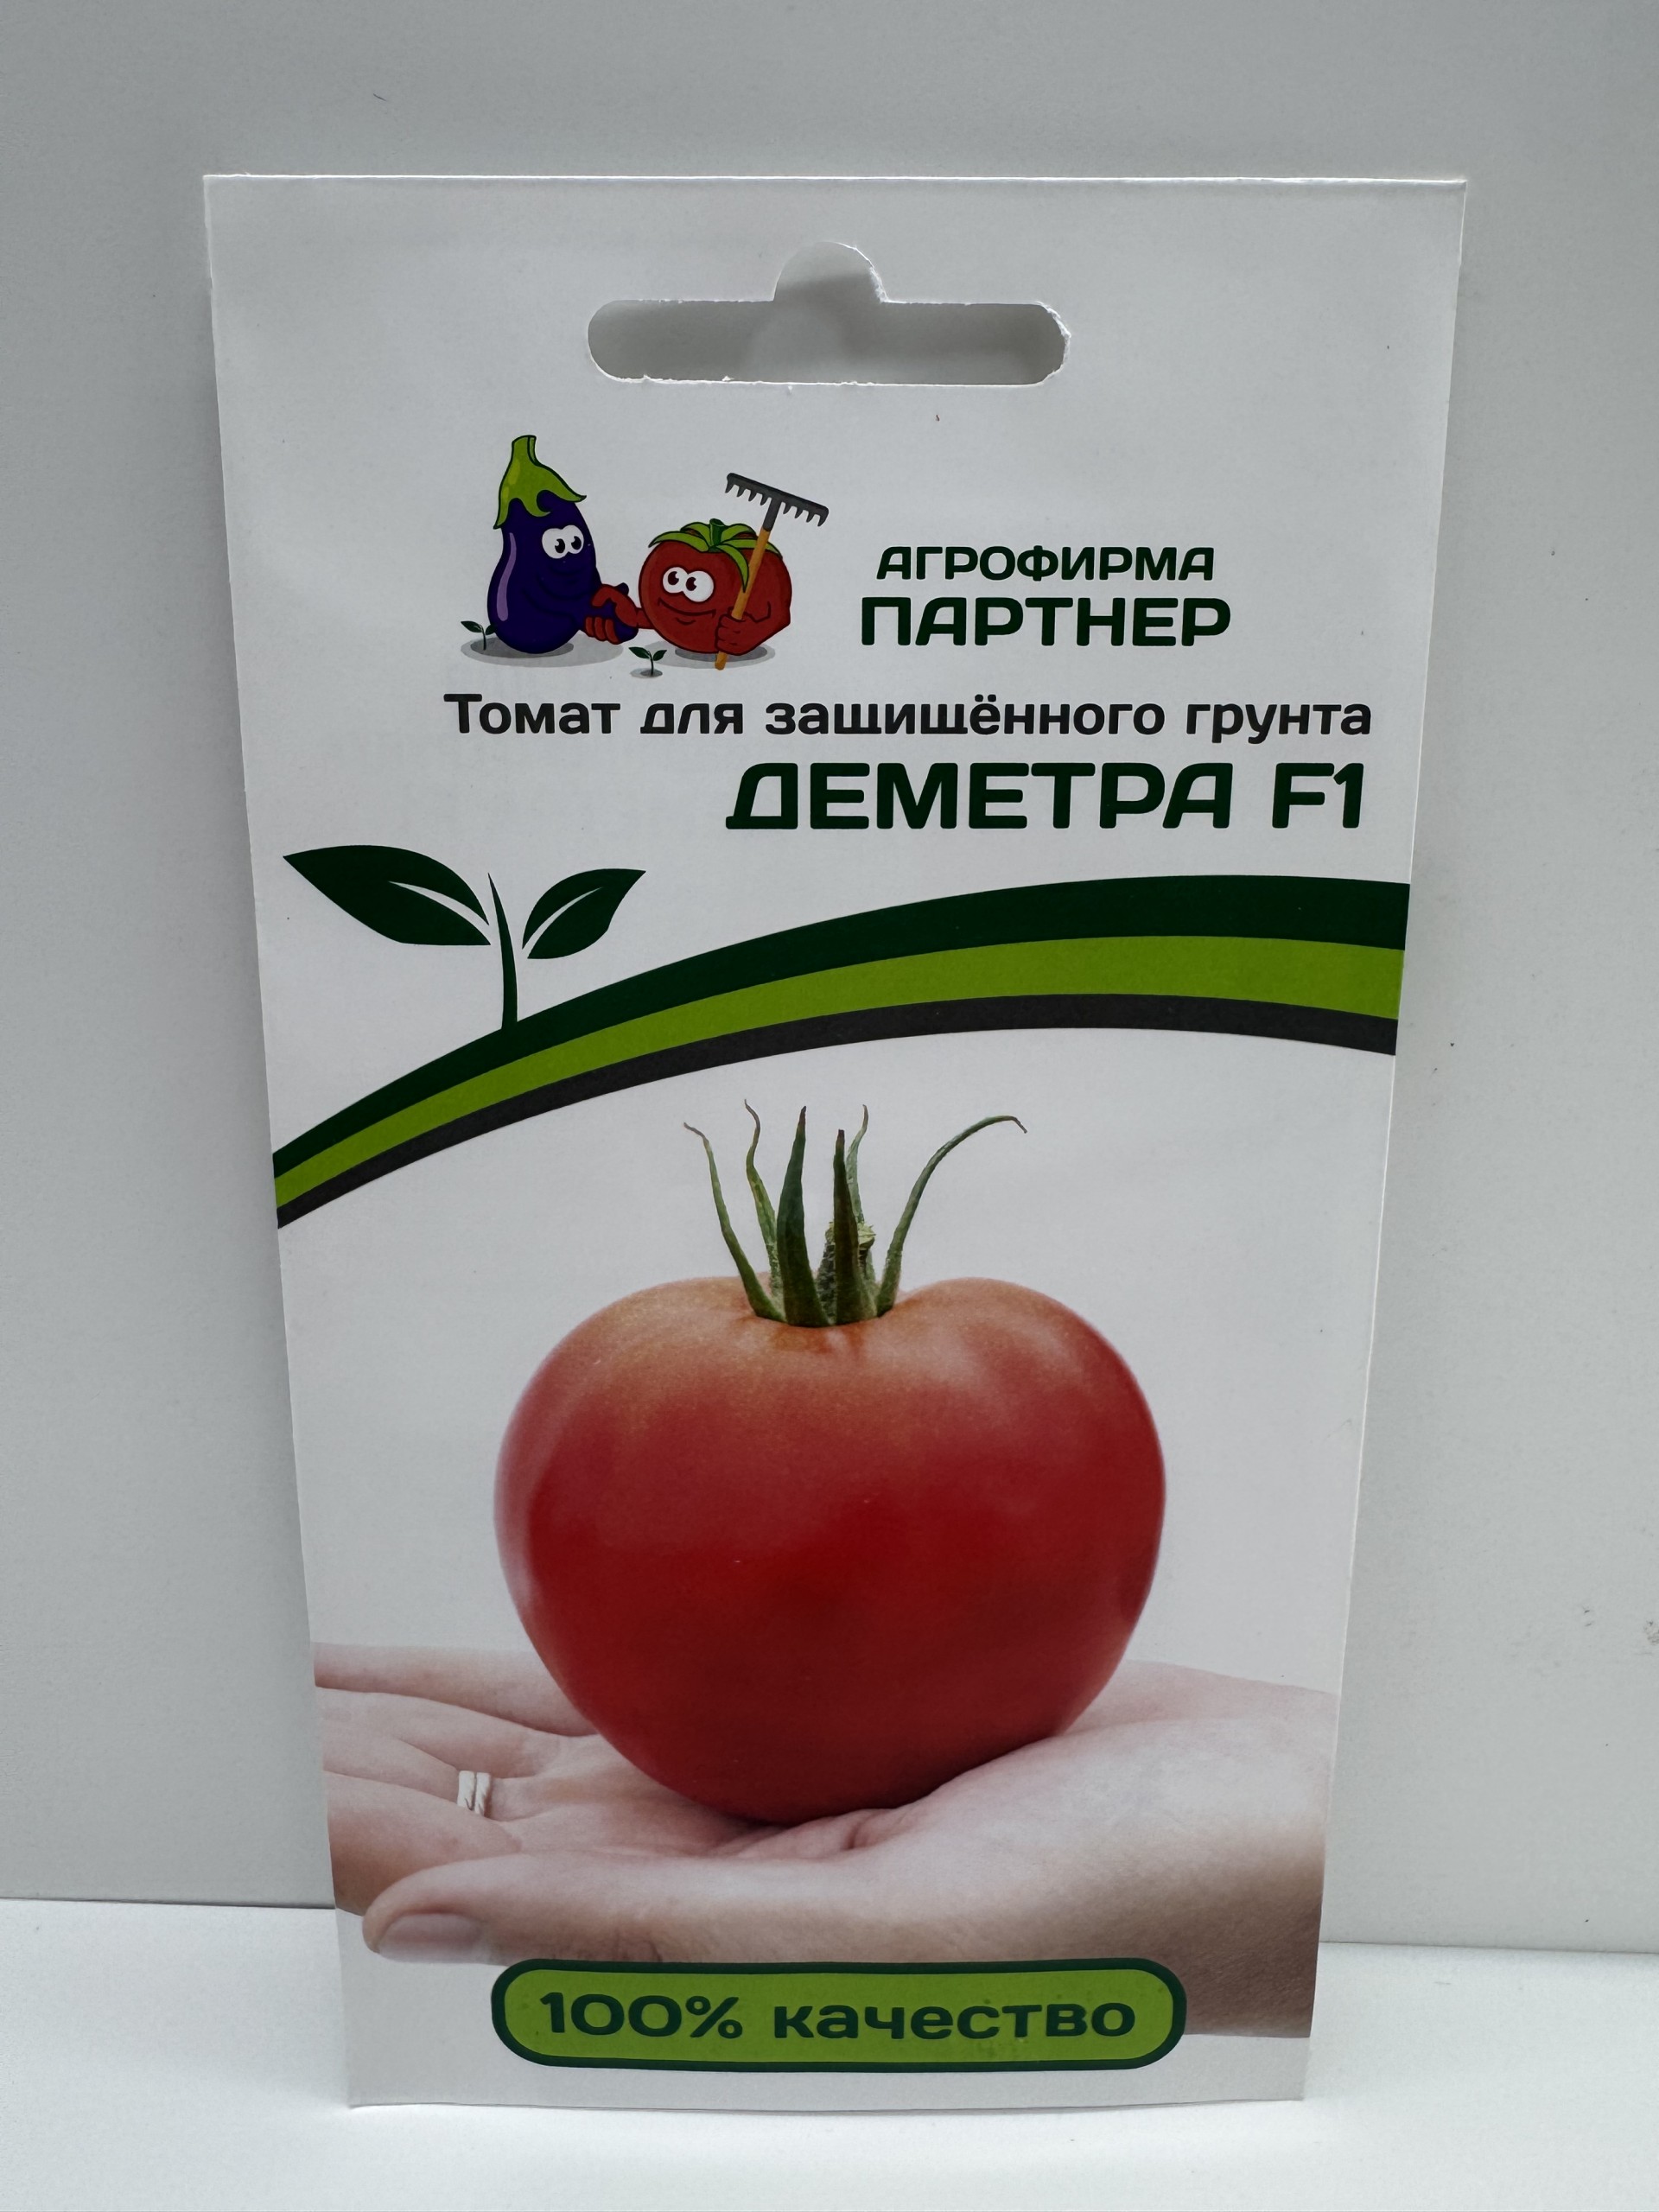 АГРОФИРМА
ПАРТНЕР
Томат для защищённого грунта
ДЕМЕТРА F1
100% качество